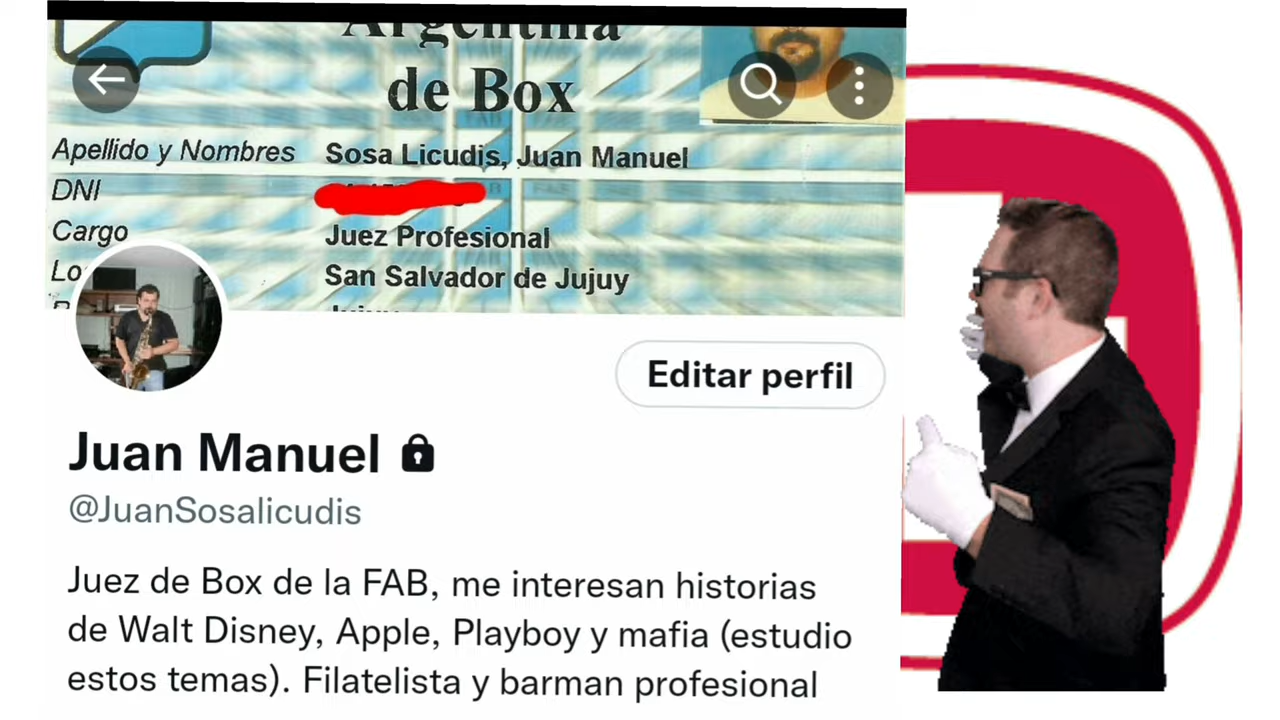 Argentina
de Box
Apellido y Nombres Sosa Licudis, Juan Manuel
DNI
Cargo Juez Profesional
San Salvador de Jujuy
Editar perfil
Juan Manuel
@JuanSosalicudis
Juez de Box de la FAB, me interesan historias
de Walt Disney, Apple, Playboy y mafia (estudio
estos temas). Filatelista y barman profesional